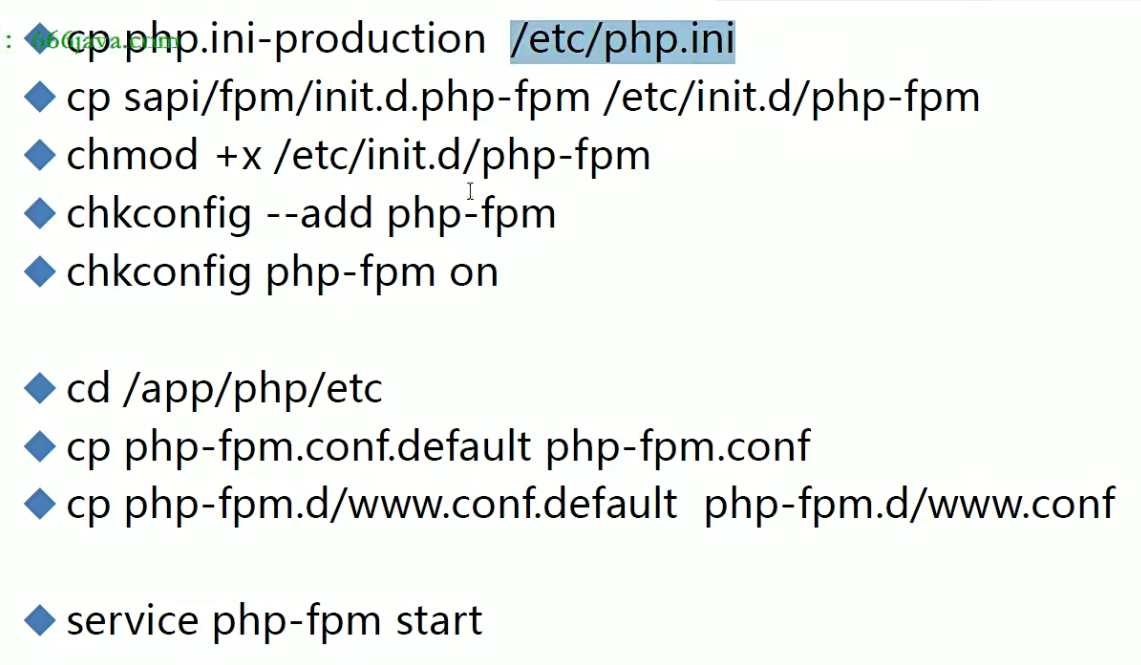 cp php.ini-production /etc/php.ini
: 666java.com
cp sapi/fpm/init.d.php-fpm /etc/init.d/php-fpm
chmod +x /etc/init.d/php-fpm
chkconfig --add php-fpm
chkconfig php-fpm on
cd /app/php/etc
cp php-fpm.conf.default php-fpm.conf
cp php-fpm.d/www.conf.default php-fpm.d/www.conf
service php-fpm start